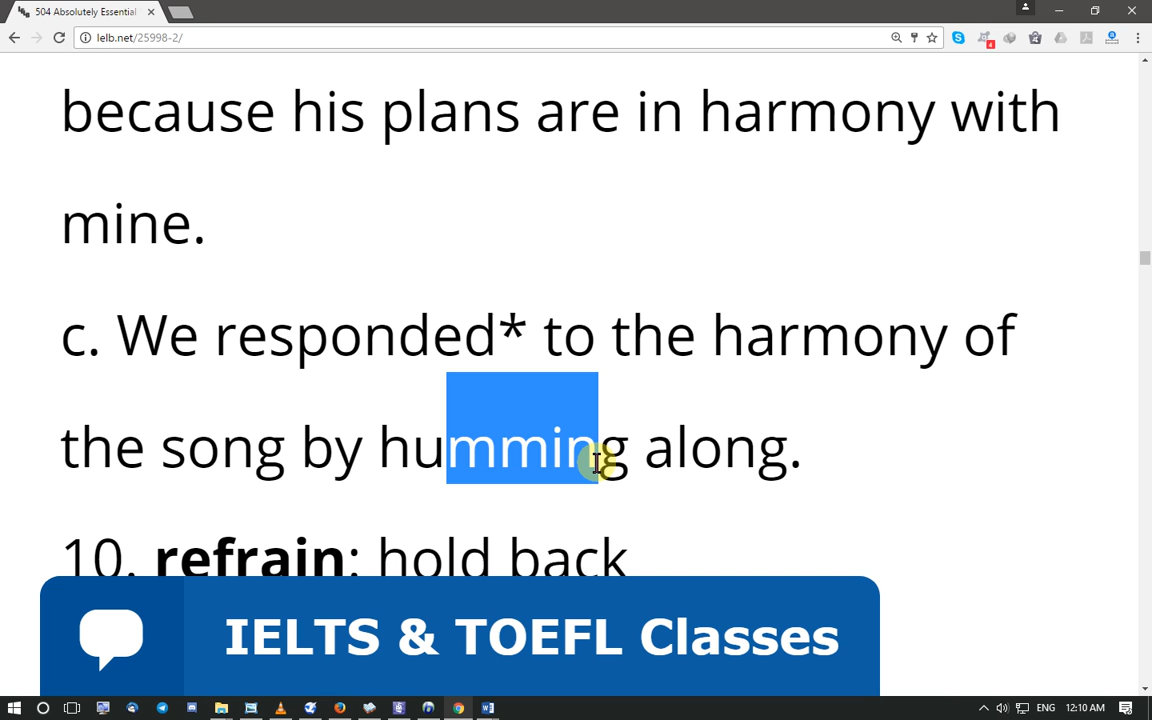 504 Absolutely Essential
lelb.net/25998-2/
because his plans are in harmony with
mine.
c. We responded* to the harmony of
the song by humming along.
10. refrain: hold back
IELTS & TOEFL Classes
ENG 12:10 AM